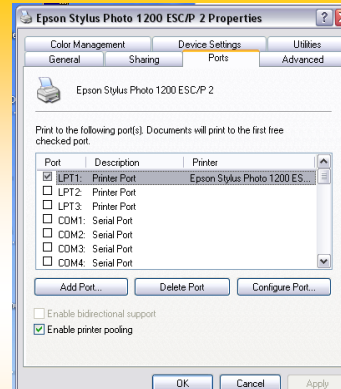 Epson Stylus Photo 1200 ESC/P 2 Properties
Color Management Device Settings Utilities
General Sharing Ports Advanced
Epson Stylus Photo 1200 ESC/P 2
Print to the following port(s). Documents will print to the first free
checked port.
Port Description Printer
LPT1: Printer Port Epson Stylus Photo 1200 ES...
LPT2: Printer Port
LPT3: Printer Port
COM1: Serial Port
COM2: Serial Port
COM3: Serial Port
COM4: Serial Port
Add Port... Delete Port Configure Port...
Enable bidirectional support
Enable printer pooling
OK Cancel Apply